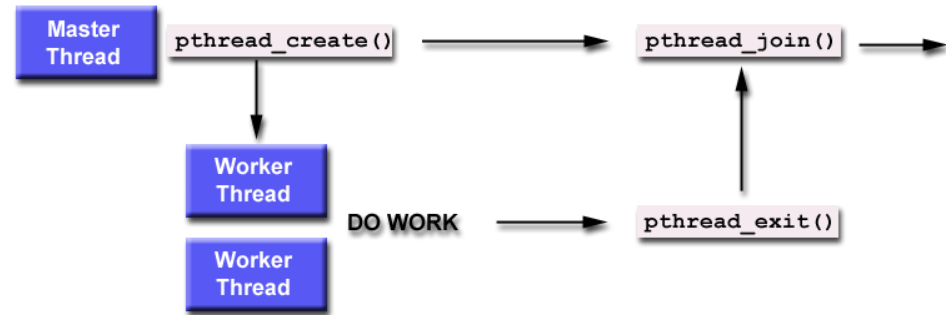 Master
Thread
pthread_create()
pthread_join()
Worker
Thread
DO WORK
pthread_exit()
Worker
Thread